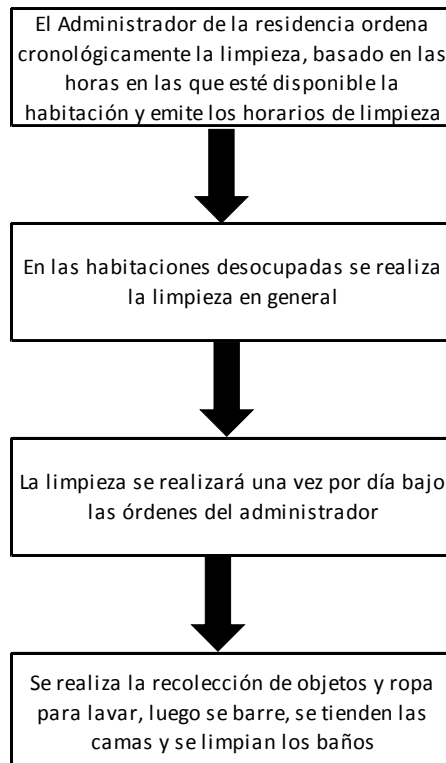 El Administrador de la residencia ordena
cronológicamente la limpieza, basado en las
horas en las que esté disponible la
habitación y emite los horarios de limpieza
En las habitaciones desocupadas se realiza
la limpieza en general
La limpieza se realizará una vez por día bajo
las órdenes del administrador
Se realiza la recolección de objetos y ropa
para lavar, luego se barre, se tienden las
camas y se limpian los baños